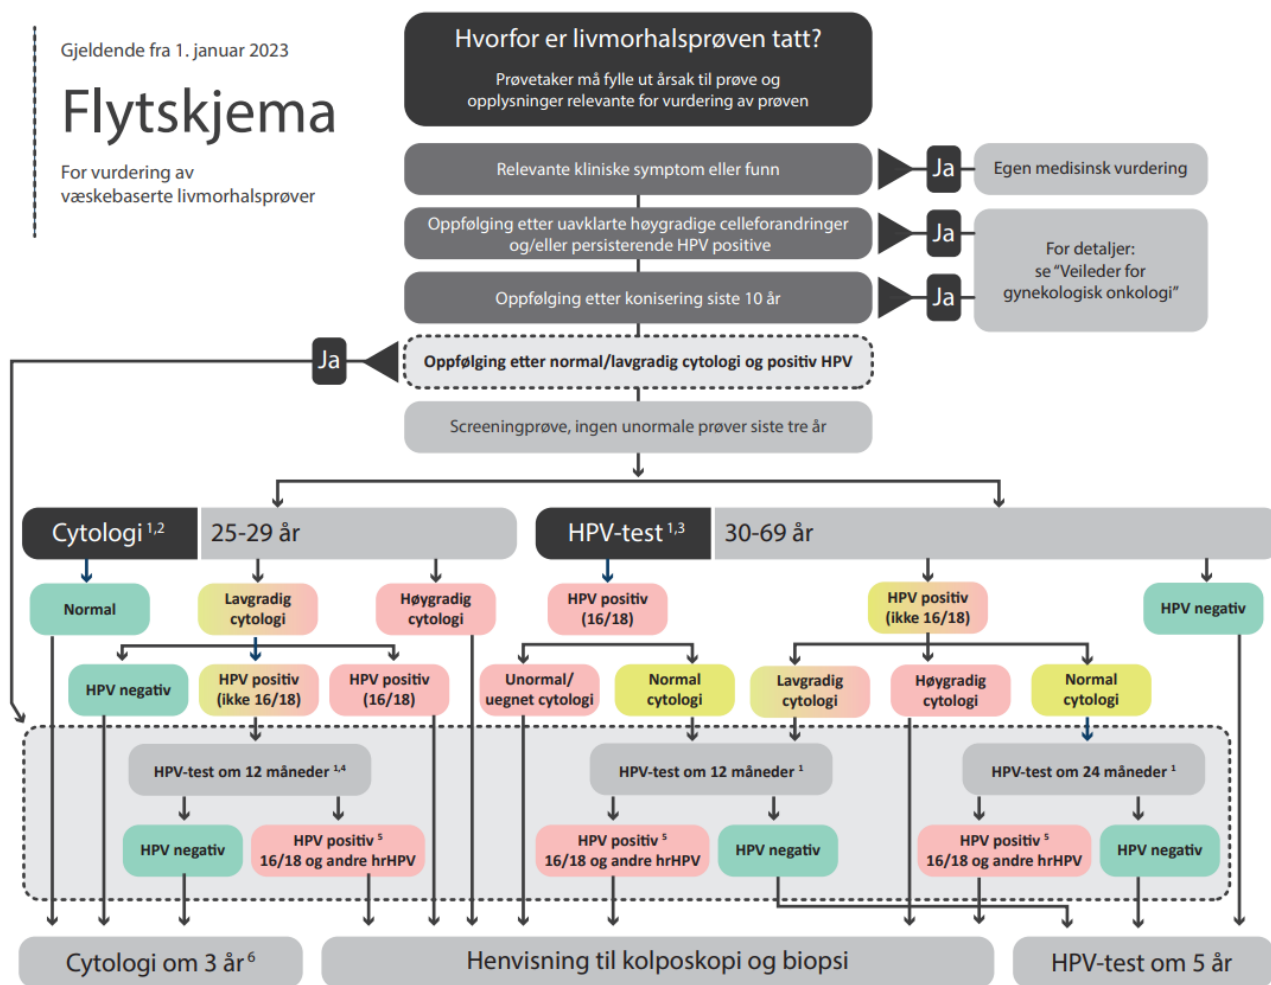 Gjeldende fra 1. januar 2023
Flytskjema
For vurdering av
væskebaserte livmorhalsprøver
Hvorfor er livmorhalsprøven tatt?
Prøvetaker må fylle ut årsak til prøve og
opplysninger relevante for vurdering av prøven
Relevante kliniske symptom eller funn
Ja
Egen medisinsk vurdering
Oppfølging etter uavklarte høygradige celleforandringer
og/eller persisterende HPV positive
Ja
Oppfølging etter konisering siste 10 år
Ja
For detaljer:
se “Veileder for
gynekologisk onkologi”
Ja
Oppfølging etter normal/lavgradig cytologi og positiv HPV
Screeningprøve, ingen unormale prøver siste tre år
Cytologi 1,2
25-29 år
HPV-test 1,3
30-69 år
Normal
Lavgradig
cytologi
Høygradig
cytologi
HPV positiv
(16/18)
HPV positiv
(ikke 16/18)
HPV negativ
HPV negativ
HPV positiv
(ikke 16/18)
HPV positiv
(16/18)
Unormal/
uegnet cytologi
Normal
cytologi
Lavgradig
cytologi
Høygradig
cytologi
Normal
cytologi
HPV-test om 12 måneder 1,4
HPV-test om 12 måneder 1
HPV-test om 24 måneder 1
HPV negativ
HPV positiv 5
16/18 og andre hrHPV
HPV positiv 5
16/18 og andre hrHPV
HPV negativ
HPV positiv 5
16/18 og andre hrHPV
HPV negativ
Cytologi om 3 år 6
Henvisning til kolposkopi og biopsi
HPV-test om 5 år